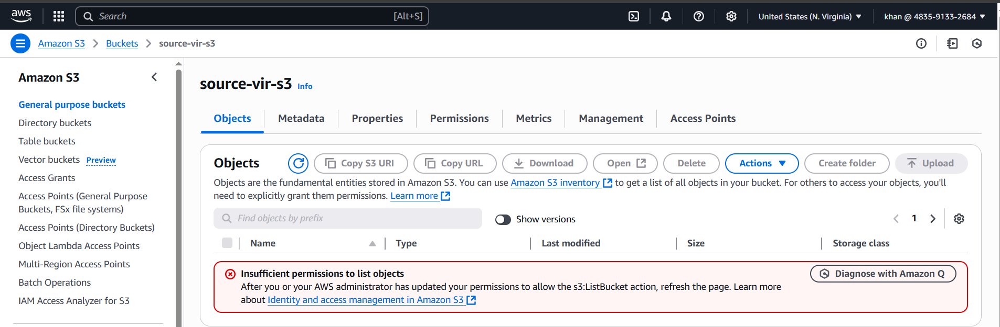 aws
Search
[Alt+S]
United States (N. Virginia)
khan @ 4835-9133-2684
Amazon S3
Buckets
source-vir-s3
Amazon S3
General purpose buckets
Directory buckets
Table buckets
Vector buckets Preview
Access Grants
Access Points (General Purpose
Buckets, FSx file systems)
Access Points (Directory Buckets)
Object Lambda Access Points
Multi-Region Access Points
Batch Operations
IAM Access Analyzer for S3
source-vir-s3 Info
Objects
Metadata
Properties
Permissions
Metrics
Management
Access Points
Objects
Copy S3 URI
Copy URL
Download
Open
Delete
Actions
Create folder
Upload
Objects are the fundamental entities stored in Amazon S3. You can use Amazon S3 inventory to get a list of all objects in your bucket. For others to access your objects, you'll
need to explicitly grant them permissions. Learn more
Find objects by prefix
Show versions
1
Name
Type
Last modified
Size
Storage class
Insufficient permissions to list objects
Diagnose with Amazon Q
After you or your AWS administrator has updated your permissions to allow the s3:ListBucket action, refresh the page. Learn more
about Identity and access management in Amazon S3